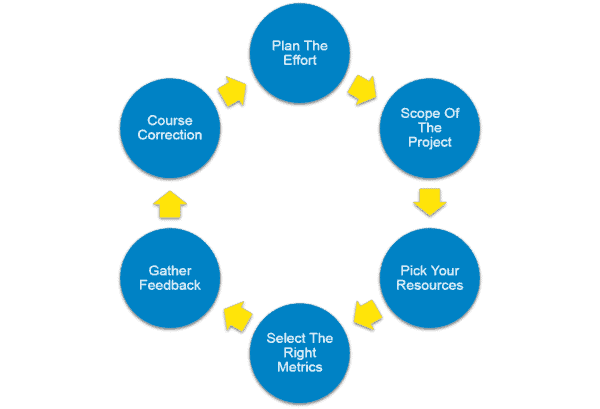 Plan The
Effort
Scope Of
The
Project
Pick Your
Resources
Select The
Right
Metrics
Gather
Feedback
Course
Correction